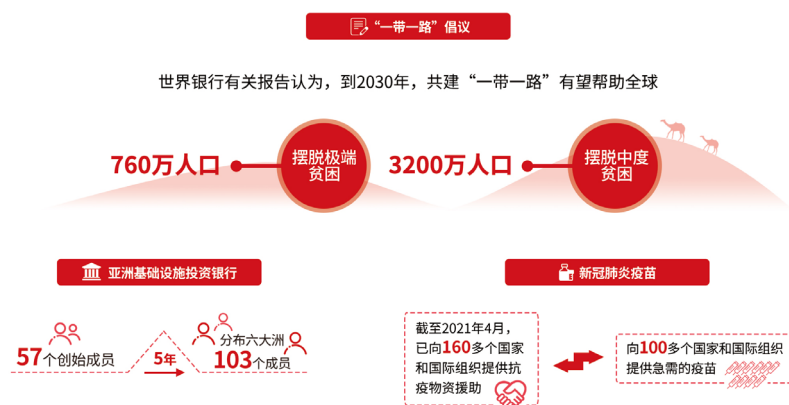 “一带一路”倡议
世界银行有关报告认为，到2030年，共建“一带一路”有望帮助全球
760万人口
摆脱极端
贫困
3200万人口
摆脱中度
贫困
亚洲基础设施投资银行
57个创始成员
5年
分布六大洲
103个成员
新冠肺炎疫苗
截至2021年4月，
已向160多个国家
和国际组织提供抗
疫物资援助
向100多个国家和国际组织
提供急需的疫苗